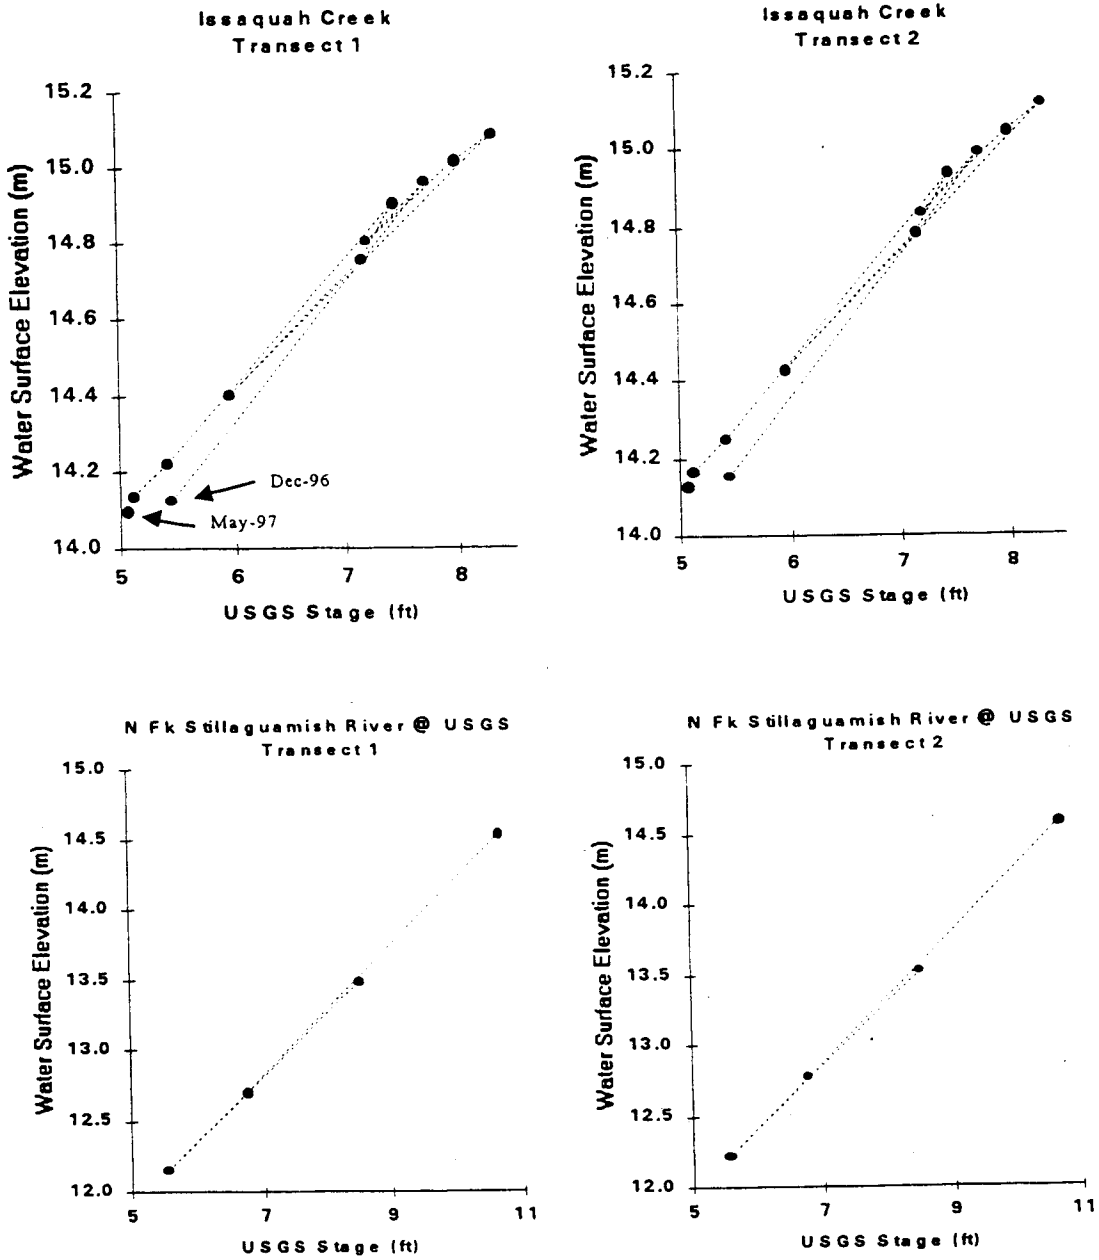 Issaquah Creek
Transect 1
Water Surface Elevation (m)
15.2
15.0
14.8
14.6
14.4
14.2
14.0
Dec-96
May-97
5 6 7 8
USGS Stage (ft)
Issaquah Creek
Transect 2
Water Surface Elevation (m)
15.2
15.0
14.8
14.6
14.4
14.2
14.0
5 6 7 8
USGS Stage (ft)
N Fk Stillaguamish River @ USGS
Transect 1
Water Surface Elevation (m)
15.0
14.5
14.0
13.5
13.0
12.5
12.0
5 7 9 11
USGS Stage (ft)
N Fk Stillaguamish River @ USGS
Transect 2
Water Surface Elevation (m)
15.0
14.5
14.0
13.5
13.0
12.5
12.0
5 7 9 11
USGS Stage (ft)